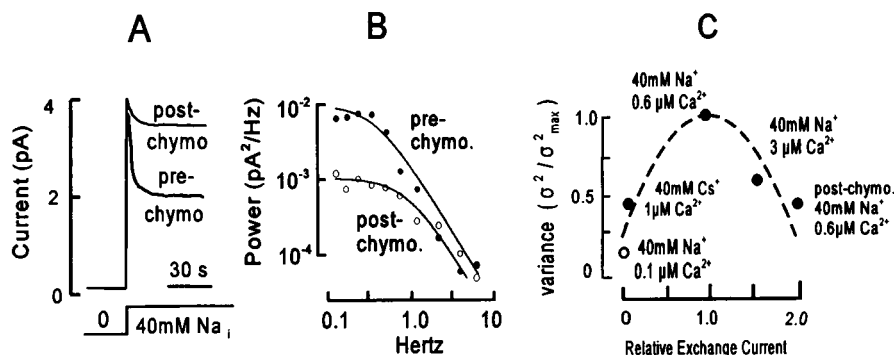 A
Current (pA)
4
2
0
post-
chymo
pre-
chymo
30 s
0
40mM Na i
B
Power (pA²/Hz)
10⁻²
10⁻³
10⁻⁴
pre-
chymo.
post-
chymo.
0.1
1
10
Hertz
C
variance ( σ² / σ²max )
1.0
0.5
0
40mM Na⁺
0.6 µM Ca²⁺
40mM Na⁺
3 µM Ca²⁺
40mM Cs⁺
1µM Ca²⁺
post-chymo.
40mM Na⁺
0.6µM Ca²⁺
40mM Na⁺
0.1 µM Ca²⁺
0
1.0
2.0
Relative Exchange Current